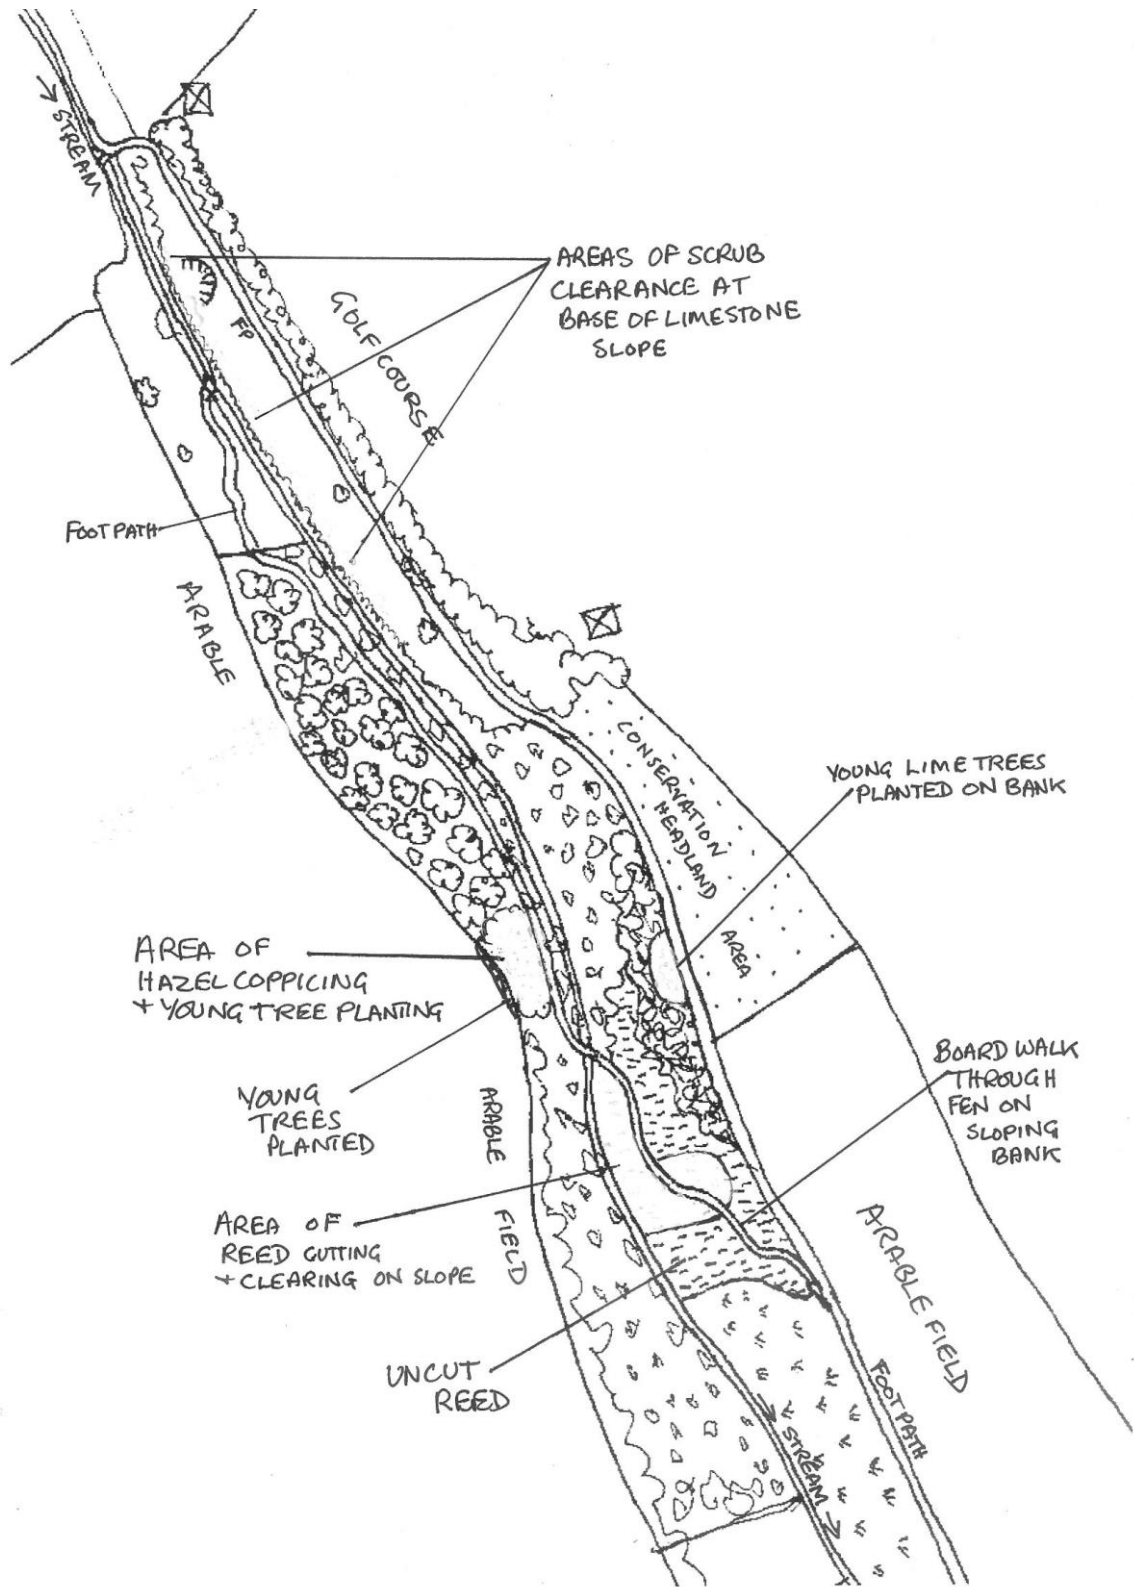 STREAM
AREAS OF SCRUB
CLEARANCE AT
BASE OF LIMESTONE
SLOPE
GOLF COURSE
FP
FOOTPATH
ARABLE
CONSERVATION
HEADLAND
AREA
YOUNG LIME TREES
PLANTED ON BANK
AREA OF
HAZEL COPPICING
+ YOUNG TREE PLANTING
BOARD WALK
THROUGH
FEN ON
SLOPING
BANK
YOUNG
TREES
PLANTED
ARABLE
FIELD
AREA OF
REED CUTTING
+ CLEARING ON SLOPE
ARABLE FIELD
UNCUT
REED
FOOTPATH
STREAM